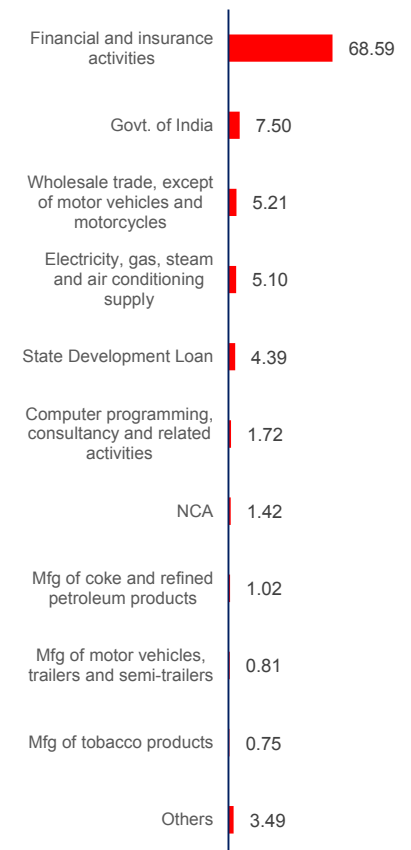 Financial and insurance
activities
68.59
Govt. of India
7.50
Wholesale trade, except
of motor vehicles and
motorcycles
5.21
Electricity, gas, steam
and air conditioning
supply
5.10
State Development Loan
4.39
Computer programming,
consultancy and related
activities
1.72
NCA
1.42
Mfg of coke and refined
petroleum products
1.02
Mfg of motor vehicles,
trailers and semi-trailers
0.81
Mfg of tobacco products
0.75
Others
3.49